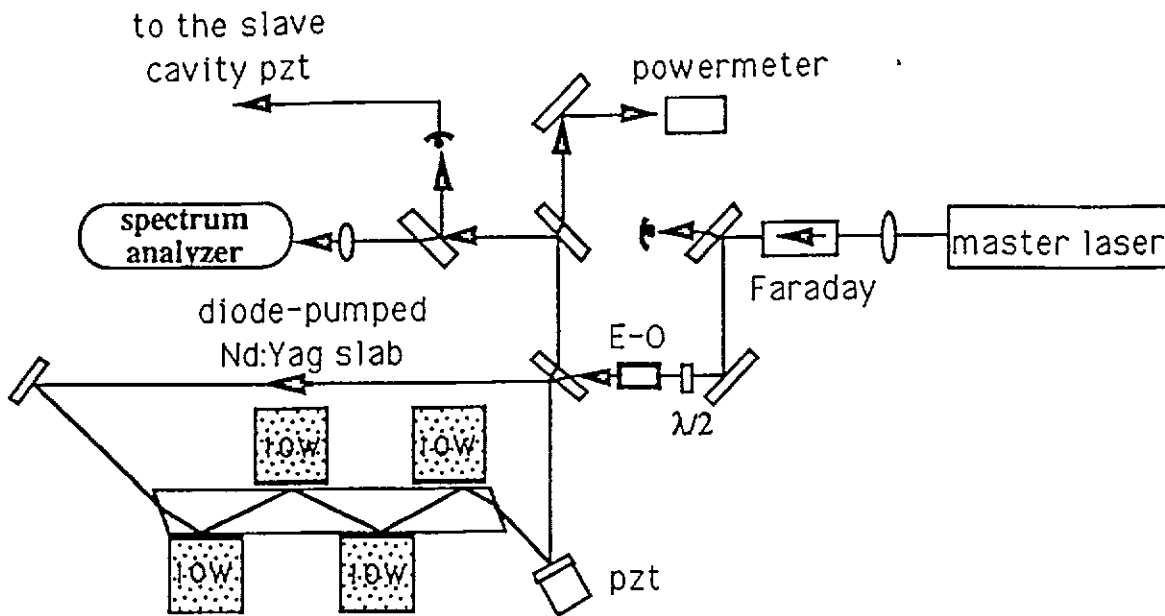 to the slave
cavity pzt
powermeter
spectrum
analyzer
master laser
Faraday
diode-pumped
Nd:Yag slab
E-O
λ/2
10W
10W
10W
10W
pzt